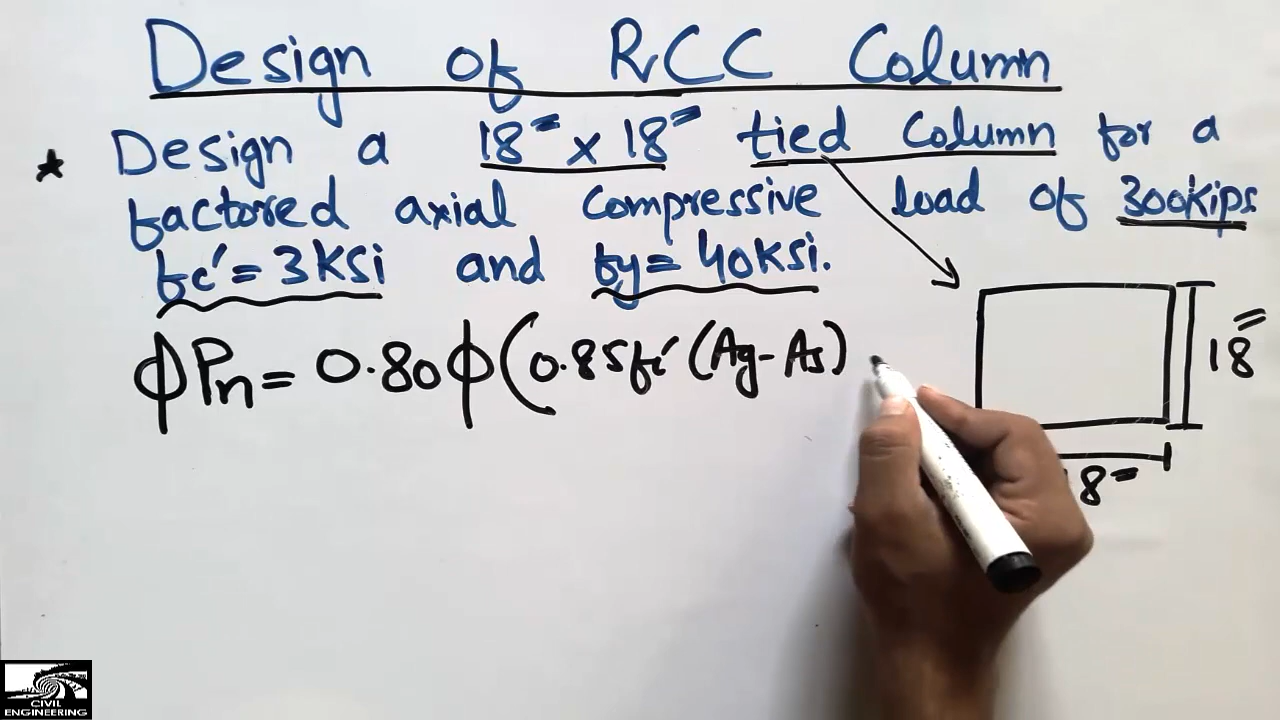 Design of RCC Column
★ Design a 18" x 18" tied column for a
factored axial compressive load of 300Kips
fc' = 3KSi and fy = 40KSi.
ϕPn = 0.80ϕ(0.85fc'(Ag-As)
18"
8"
CIVIL
ENGINEERING